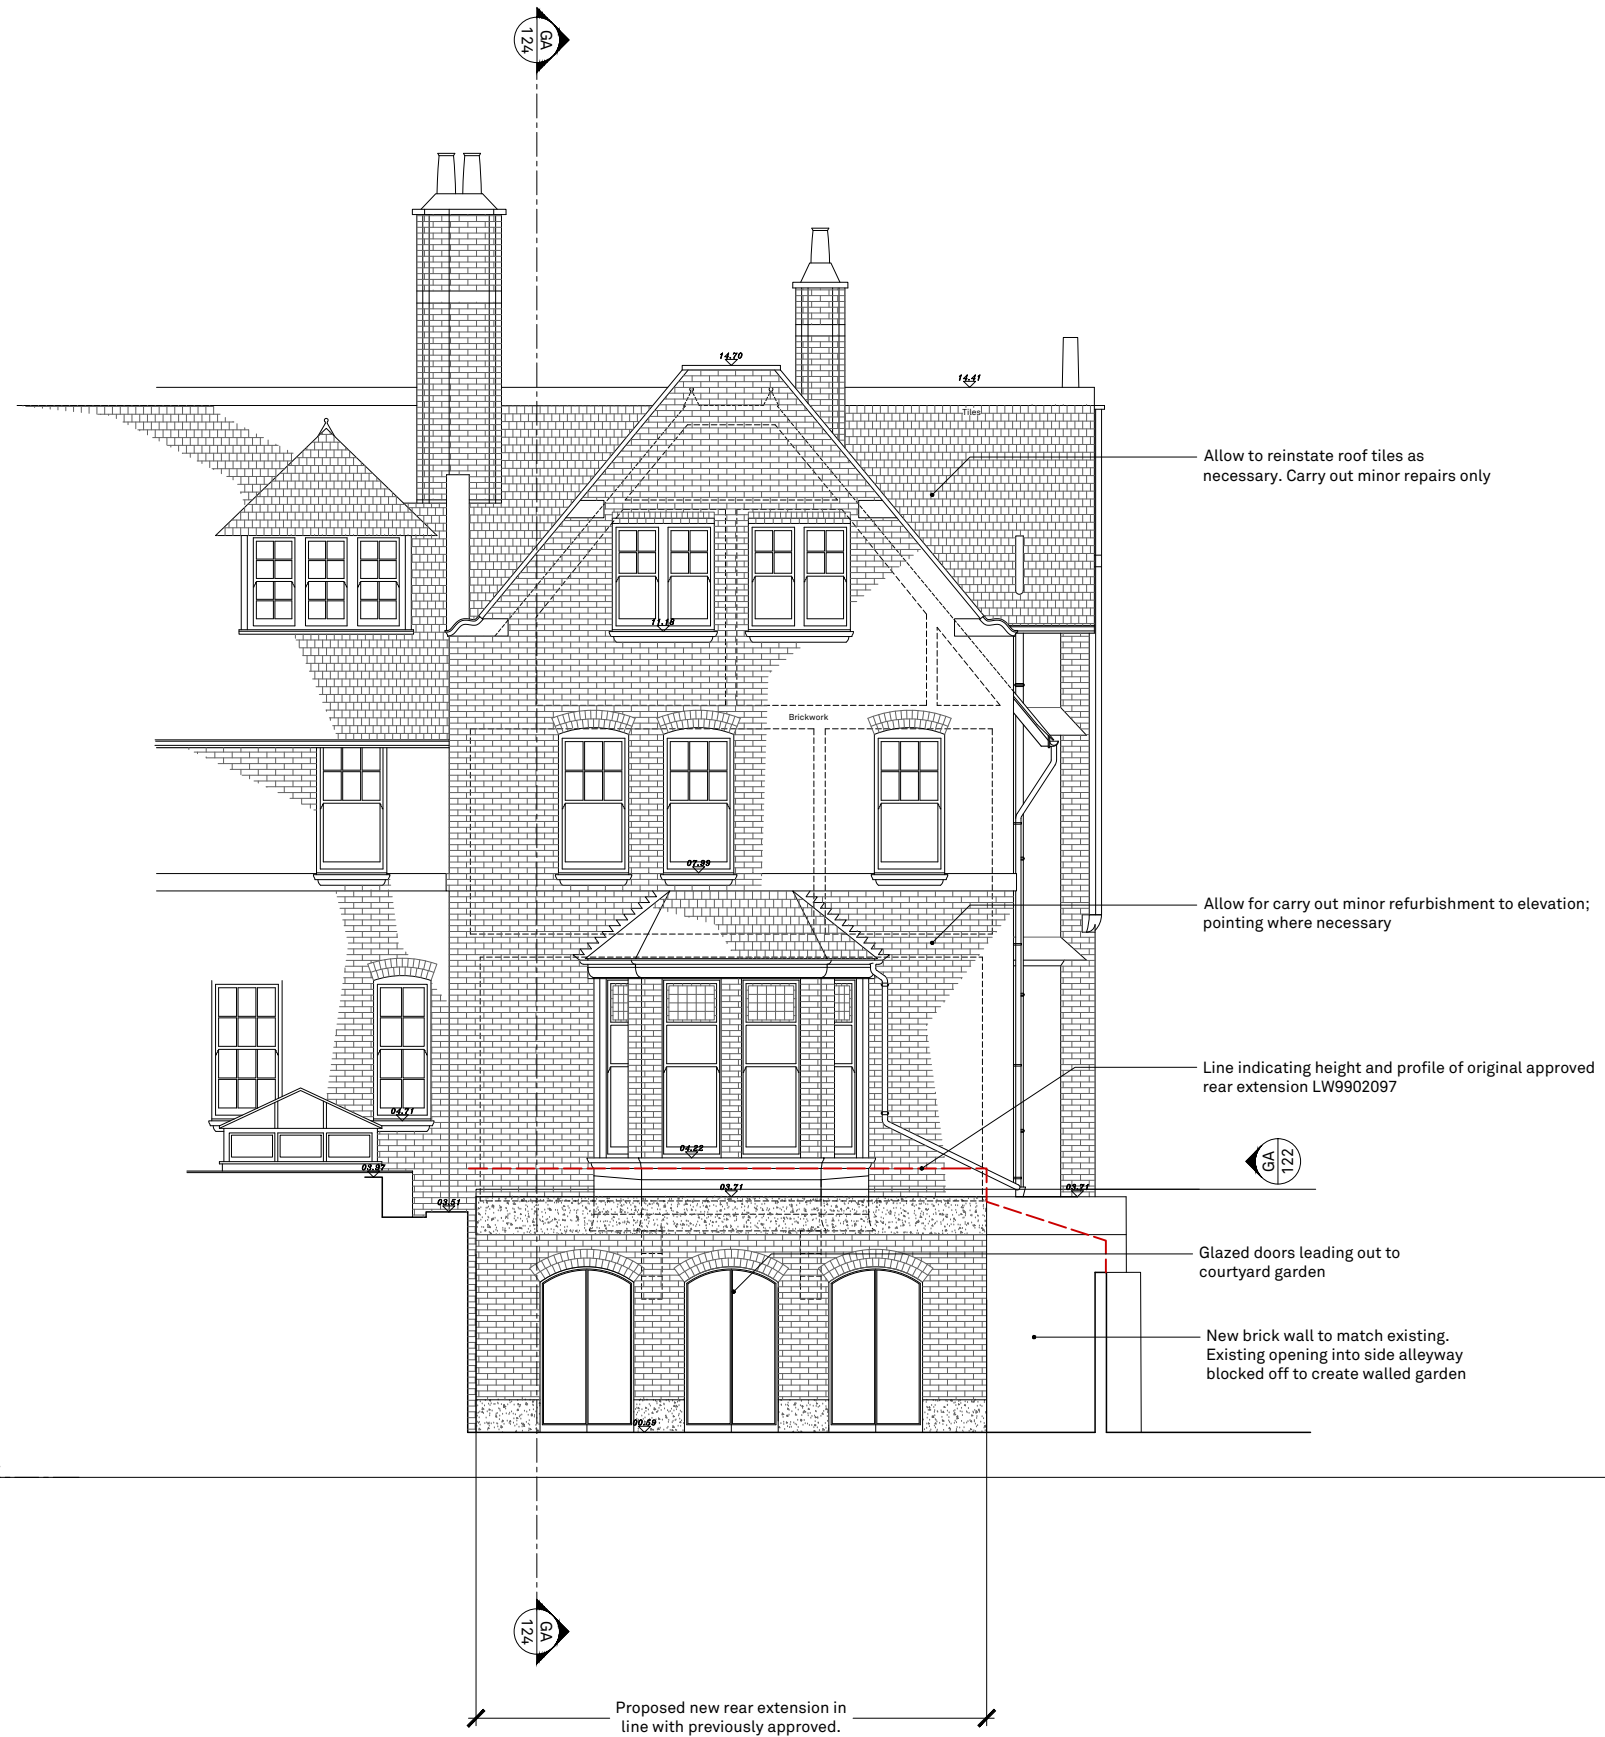 GA
124
14.70
14.41
Tiles
Allow to reinstate roof tiles as
necessary. Carry out minor repairs only
11.18
Brickwork
07.99
Allow for carry out minor refurbishment to elevation;
pointing where necessary
Line indicating height and profile of original approved
rear extension LW9902097
04.71
04.22
GA
122
03.97
03.71
03.71
03.51
Glazed doors leading out to
courtyard garden
New brick wall to match existing.
Existing opening into side alleyway
blocked off to create walled garden
00.59
GA
124
Proposed new rear extension in
line with previously approved.